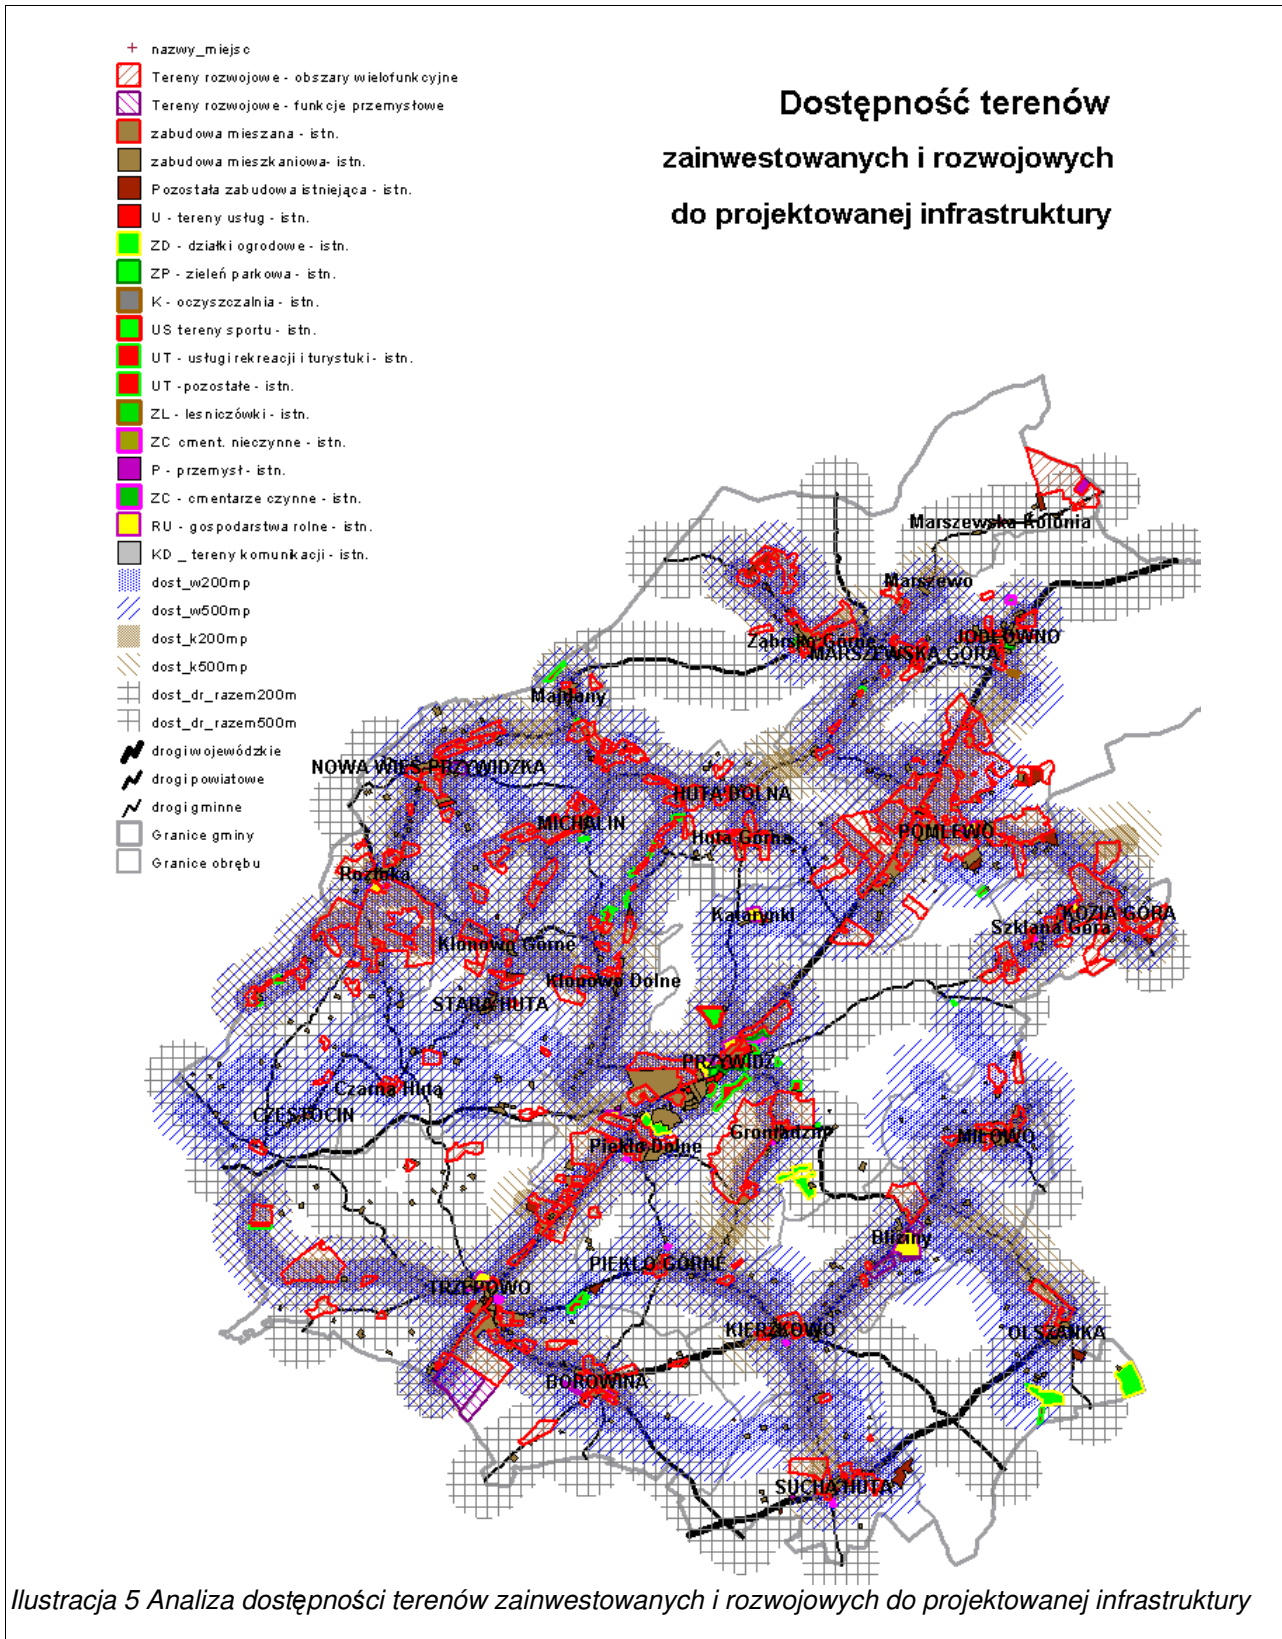 nazwy_miejsc
Tereny rozwojowe - obszary wielofunkcyjne
Tereny rozwojowe - funkcje przemysłowe
zabudowa mieszana - istn.
zabudowa mieszkaniowa- istn.
Pozostała zabudowa istniejąca - istn.
U - tereny usług - istn.
ZD - działki ogrodowe - istn.
ZP - zieleń parkowa - istn.
K - oczyszczalnia - istn.
US tereny sportu - istn.
UT - usługi rekreacji i turystuki - istn.
UT -pozostałe - istn.
ZL - lesniczówki - istn.
ZC cment. nieczynne - istn.
P - przemysł - istn.
ZC - cmentarze czynne - istn.
RU - gospodarstwa rolne - istn.
KD _ tereny komunikacji - istn.
dost_w200mp
dost_w500mp
dost_k200mp
dost_k500mp
dost_dr_razem200m
dost_dr_razem500m
drogi wojewódzkie
drogi powiatowe
drogi gminne
Granice gminy
Granice obrębu
Dostępność terenów
zainwestowanych i rozwojowych
do projektowanej infrastruktury
Marszewska Kolonia
Marszewo
JODŁOWNO
Ząbrsko Górne
MARSZEWSKA GÓRA
Majdany
NOWA WIEŚ PRZYWIDZKA
HUTA DOLNA
MICHALIN
Huta Górna
POMLEWO
Roztoka
Katarynki
KOZIA GÓRA
Szklana Góra
Klonowo Górne
Klonowo Dolne
STARA HUTA
PRZYWIDZ
Czarna Huta
CZĘSTOCIN
Gromadzin
MIŁOWO
Piekło Dolne
Bliziny
PIEKŁO GÓRNE
TRZEPOWO
KIERZKOWO
OLSZANKA
BOROWINA
SUCHA HUTA
Ilustracja 5 Analiza dostępności terenów zainwestowanych i rozwojowych do projektowanej infrastruktury